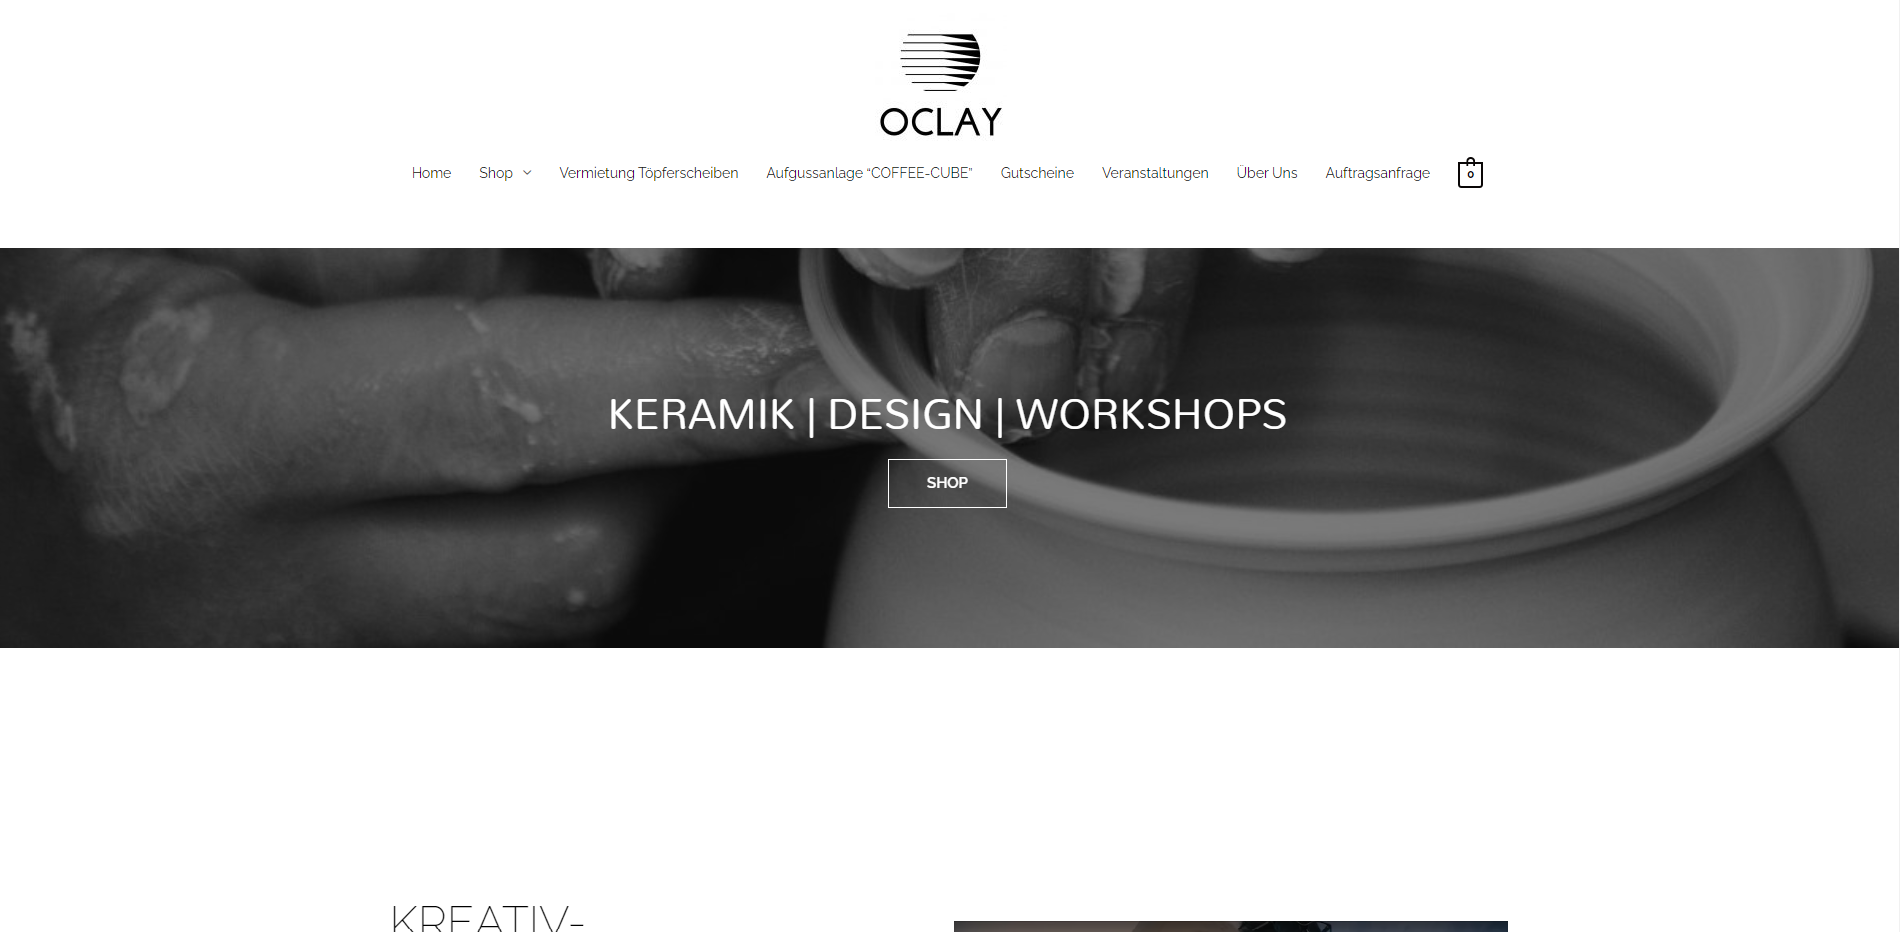 OCLAY
Home Shop Vermietung Töpferscheiben Aufgussanlage “COFFEE-CUBE” Gutscheine Veranstaltungen Über Uns Auftragsanfrage 0
KERAMIK | DESIGN | WORKSHOPS
SHOP
KREATIV-